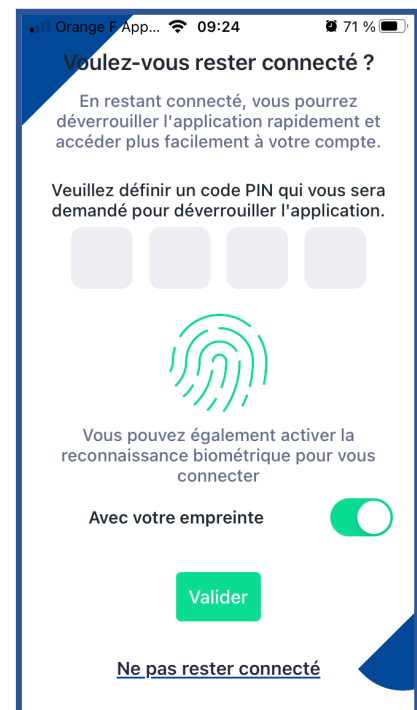 Orange F App... 09:24 71 %
Voulez-vous rester connecté ?
En restant connecté, vous pourrez
déverrouiller l'application rapidement et
accéder plus facilement à votre compte.
Veuillez définir un code PIN qui vous sera
demandé pour déverrouiller l'application.
Vous pouvez également activer la
reconnaissance biométrique pour vous
connecter
Avec votre empreinte
Valider
Ne pas rester connecté